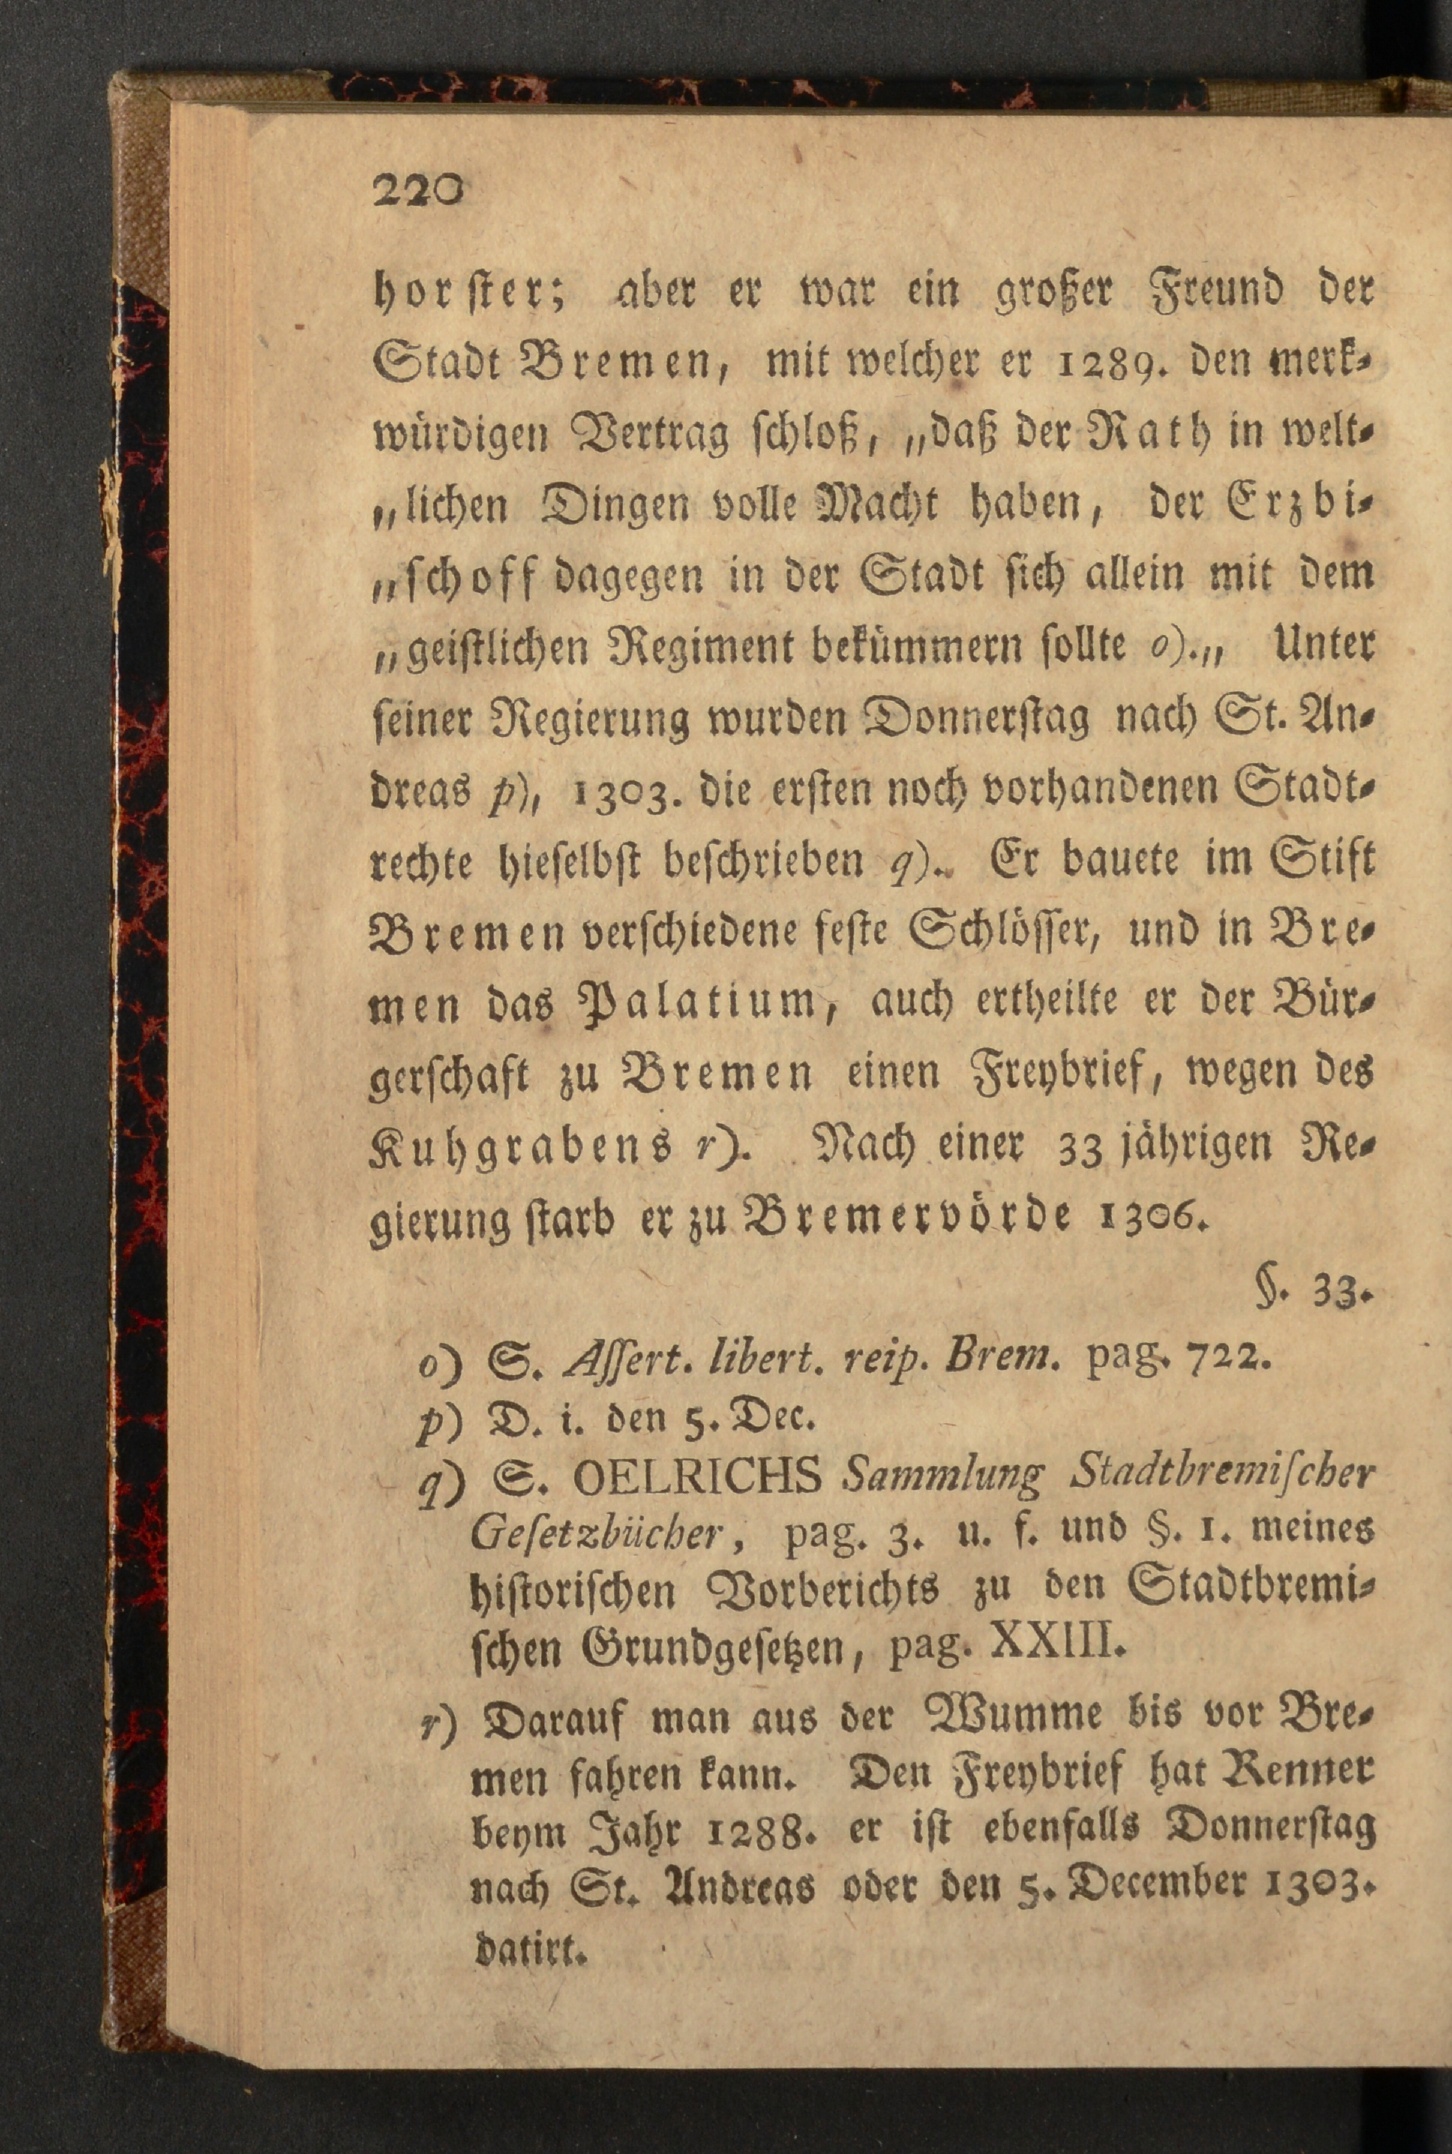 220
horſter; aber er war ein großer Freund der
Stadt Bremen, mit welcher er 1289. den merk⸗
würdigen Vertrag ſchloß, „daß der Rath in welt⸗
„lichen Dingen volle Macht haben, der Erzbi⸗
„ſchoff dagegen in der Stadt ſich allein mit dem
„geiſtlichen Regiment bekümmern ſollte o).„ Unter
ſeiner Regierung wurden Donnerſtag nach St. An⸗
dreas p), 1303. die erſten noch vorhandenen Stadt⸗
rechte hieſelbſt beſchrieben q). Er bauete im Stift
Bremen verſchiedene feſte Schlöſſer, und in Bre⸗
men das Palatium, auch ertheilte er der Bür⸗
gerſchaft zu Bremen einen Freybrief, wegen des
Kuhgrabens r). Nach einer 33 jährigen Re⸗
gierung ſtarb er zu Bremervörde 1306.
§. 33.
o) S. Aſſert. libert. reip. Brem. pag. 722.
p) D. i. den 5. Dec.
q) S. OELRICHS Sammlung Stadtbremiſcher
Geſetzbücher, pag. 3. u. f. und §. 1. meines
hiſtoriſchen Vorberichts zu den Stadtbremi⸗
ſchen Grundgeſetzen, pag. XXIII.
r) Darauf man aus der Wumme bis vor Bre⸗
men fahren kann. Den Freybrief hat Renner
beym Jahr 1288. er iſt ebenfalls Donnerſtag
nach St. Andreas oder den 5. December 1303.
datirt.